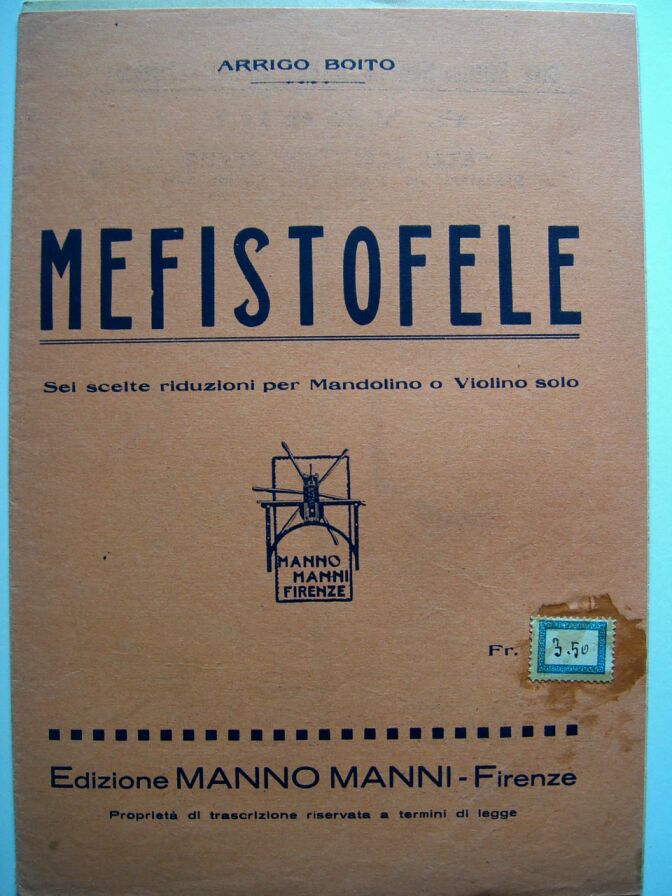 ARRIGO BOITO
MEFISTOFELE
Sei scelte riduzioni per Mandolino o Violino solo
MANNO
MANNI
FIRENZE
Fr. 3.50
Edizione MANNO MANNI - Firenze
Proprietà di trascrizione riservata a termini di legge